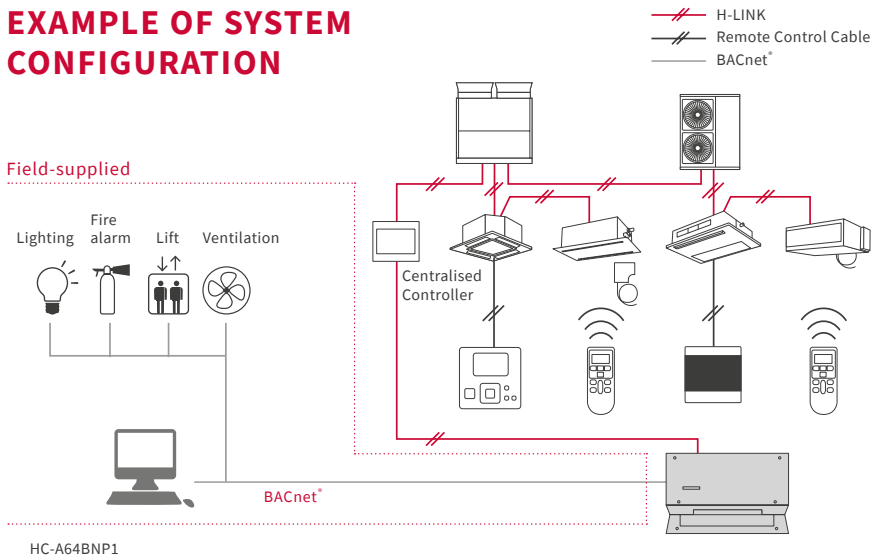 EXAMPLE OF SYSTEM
CONFIGURATION
H-LINK
Remote Control Cable
BACnet®
Field-supplied
Lighting
Fire
alarm
Lift
Ventilation
Centralised
Controller
BACnet®
HC-A64BNP1